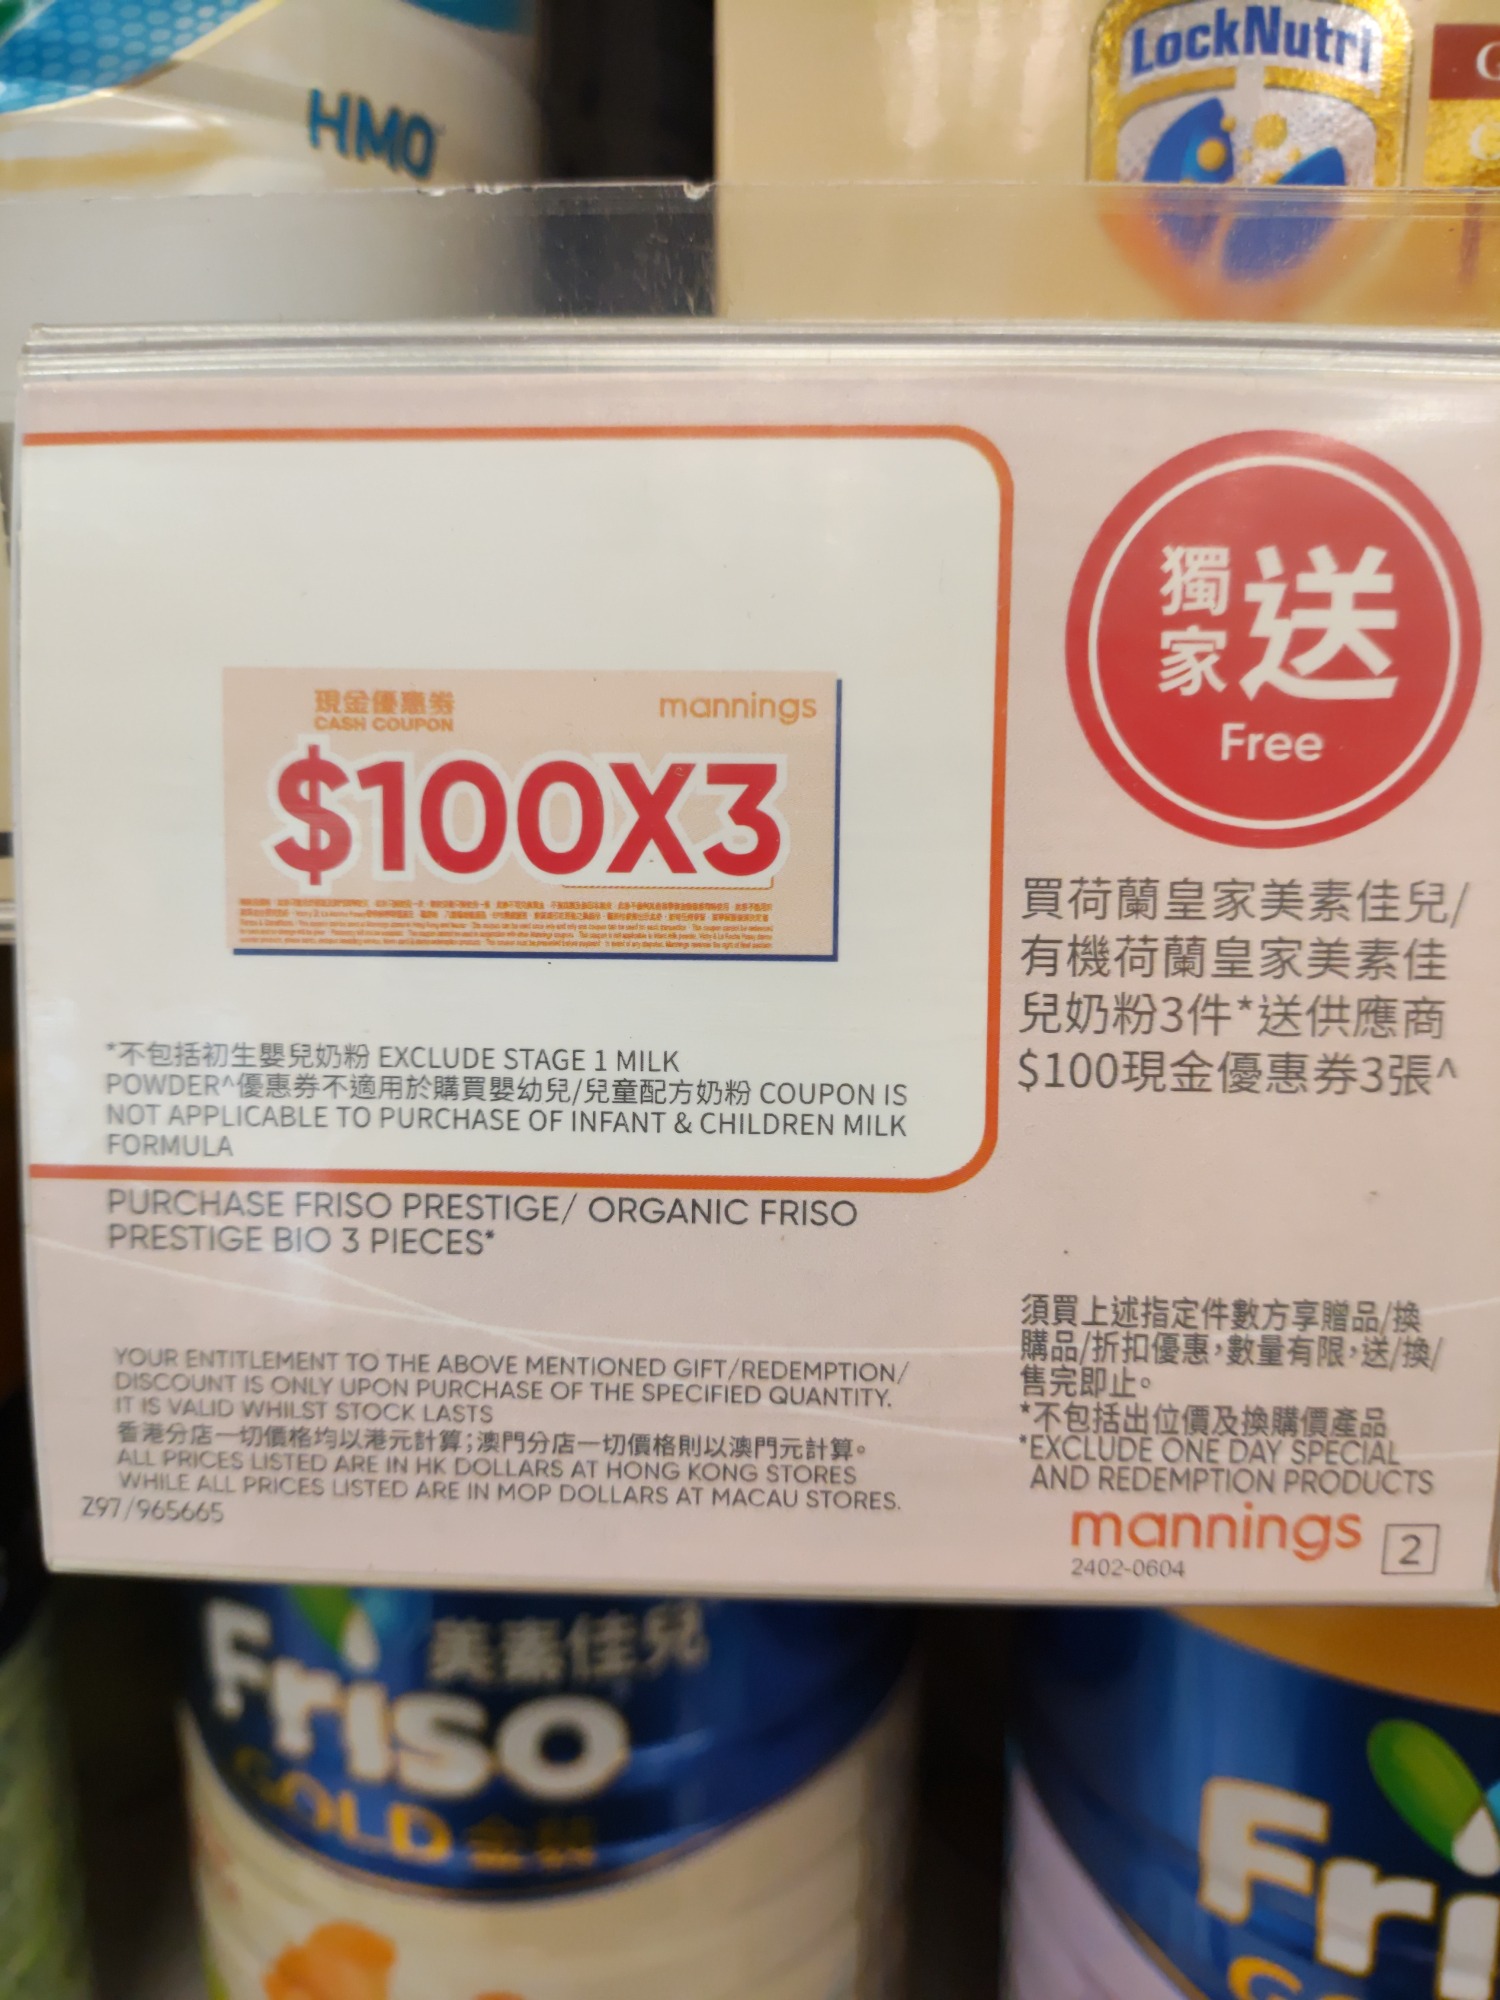 HMO
LockNutri
現金優惠券
CASH COUPON
mannings
$100X3
獨家
送
Free
買荷蘭皇家美素佳兒/
有機荷蘭皇家美素佳
兒奶粉3件*送供應商
$100現金優惠券3張^
*不包括初生嬰兒奶粉 EXCLUDE STAGE 1 MILK
POWDER^優惠券不適用於購買嬰幼兒/兒童配方奶粉 COUPON IS
NOT APPLICABLE TO PURCHASE OF INFANT & CHILDREN MILK
FORMULA
PURCHASE FRISO PRESTIGE/ ORGANIC FRISO
PRESTIGE BIO 3 PIECES*
YOUR ENTITLEMENT TO THE ABOVE MENTIONED GIFT/REDEMPTION/
DISCOUNT IS ONLY UPON PURCHASE OF THE SPECIFIED QUANTITY.
IT IS VALID WHILST STOCK LASTS
香港分店一切價格均以港元計算;澳門分店一切價格則以澳門元計算。
ALL PRICES LISTED ARE IN HK DOLLARS AT HONG KONG STORES
WHILE ALL PRICES LISTED ARE IN MOP DOLLARS AT MACAU STORES.
Z97/965665
須買上述指定件數方享贈品/換
購品/折扣優惠,數量有限,送/換/
售完即止。
*不包括出位價及換購價產品
*EXCLUDE ONE DAY SPECIAL
AND REDEMPTION PRODUCTS
mannings 2
2402-0604
美素佳兒
Friso
GOLD 金裝
Fri